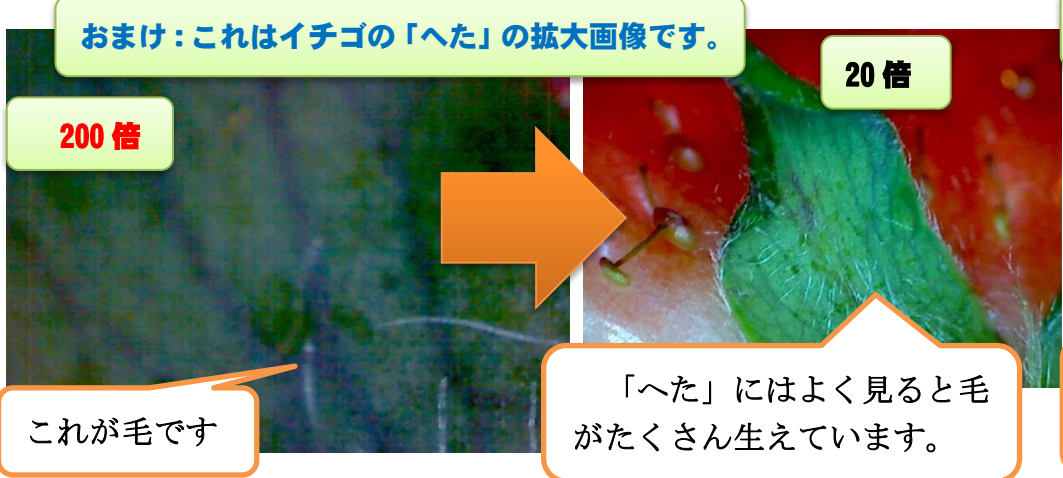 おまけ：これはイチゴの「へた」の拡大画像です。
200倍
20倍
これが毛です
「へた」にはよく見ると毛
がたくさん生えています。